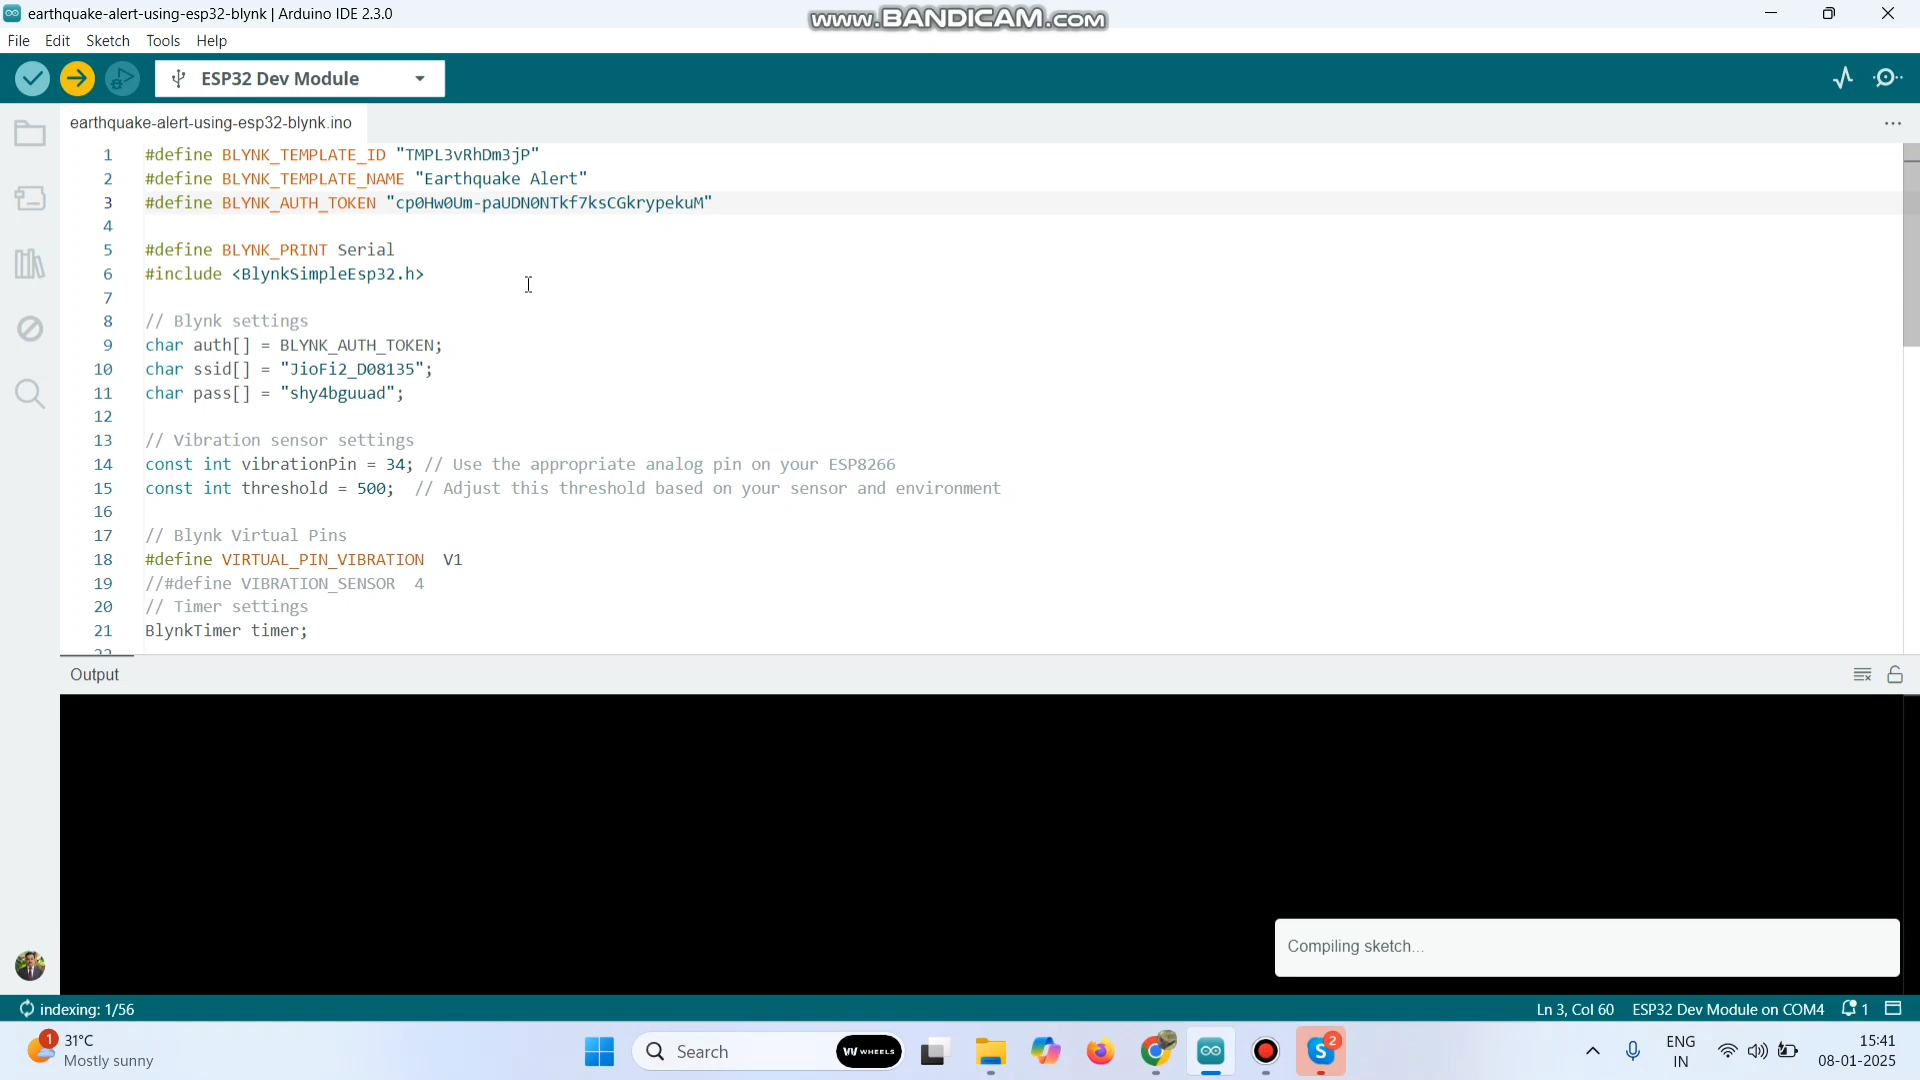 earthquake-alert-using-esp32-blynk | Arduino IDE 2.3.0
www.BANDICAM.com
File Edit Sketch Tools Help
ESP32 Dev Module
earthquake-alert-using-esp32-blynk.ino
1 #define BLYNK_TEMPLATE_ID "TMPL3vRhDm3jP"
2 #define BLYNK_TEMPLATE_NAME "Earthquake Alert"
3 #define BLYNK_AUTH_TOKEN "cp0Hw0Um-paUDN0NTkf7ksCGkrypekuM"
4
5 #define BLYNK_PRINT Serial
6 #include <BlynkSimpleEsp32.h>
7
8 // Blynk settings
9 char auth[] = BLYNK_AUTH_TOKEN;
10 char ssid[] = "JioFi2_D08135";
11 char pass[] = "shy4bguuad";
12
13 // Vibration sensor settings
14 const int vibrationPin = 34; // Use the appropriate analog pin on your ESP8266
15 const int threshold = 500;  // Adjust this threshold based on your sensor and environment
16
17 // Blynk Virtual Pins
18 #define VIRTUAL_PIN_VIBRATION  V1
19 //#define VIBRATION_SENSOR  4
20 // Timer settings
21 BlynkTimer timer;
22
Output
Compiling sketch...
indexing: 1/56
Ln 3, Col 60 ESP32 Dev Module on COM4 1
1 31°C
Mostly sunny
Search
WHEELS
S 2
ENG
IN
15:41
08-01-2025